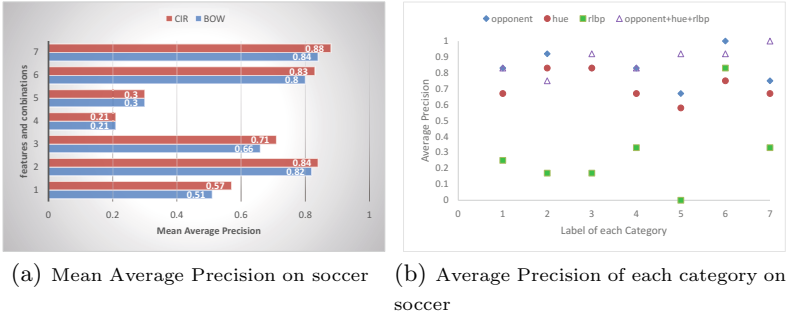 CIR BOW
features and conbinations
7
0.88
0.84
6
0.83
0.8
5
0.3
0.3
4
0.21
0.21
3
0.71
0.66
2
0.84
0.82
1
0.57
0.51
0 0.2 0.4 0.6 0.8 1
Mean Average Precision
(a) Mean Average Precision on soccer
opponent hue rlbp opponent+hue+rlbp
Average Precision
1
0.9
0.8
0.7
0.6
0.5
0.4
0.3
0.2
0.1
0
0 1 2 3 4 5 6 7
Label of each Category
(b) Average Precision of each category on
soccer